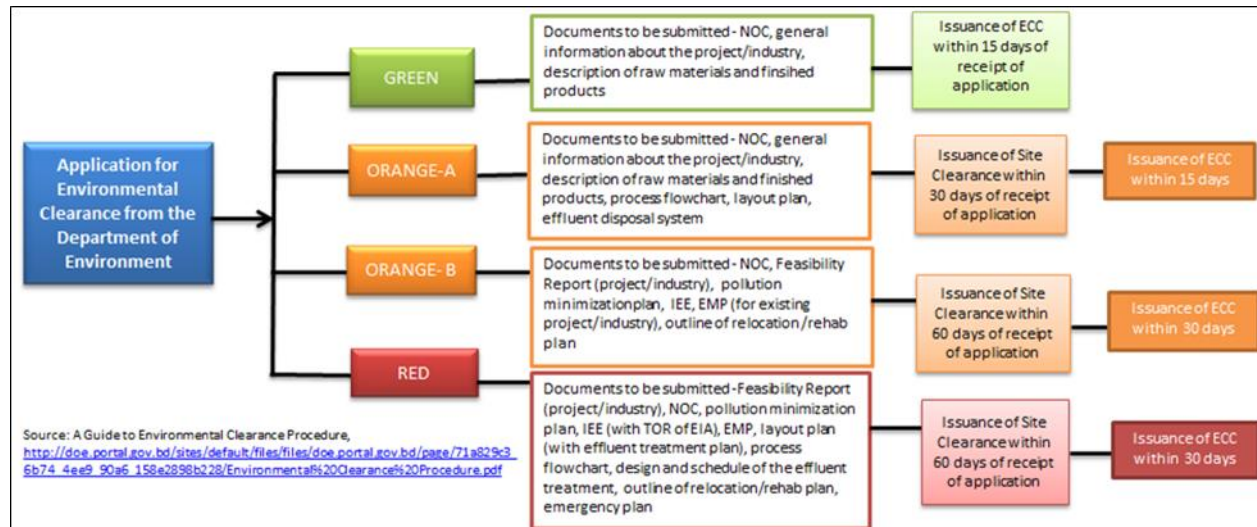 Application for
Environmental
Clearance from the
Department of
Environment
GREEN
Documents to be submitted - NOC, general
information about the project/industry,
description of raw materials and finsihed
products
Issuance of ECC
within 15 days of
receipt of
application
ORANGE-A
Documents to be submitted - NOC, general
information about the project/industry,
description of raw materials and finished
products, process flowchart, layout plan,
effluent disposal system
Issuance of Site
Clearance within
30 days of receipt
of application
Issuance of ECC
within 15 days
ORANGE- B
Documents to be submitted - NOC, Feasibility
Report (project/industry), pollution
minimizationplan, IEE, EMP (for existing
project/industry), outline of relocation/rehab
plan
Issuance of Site
Clearance within
60 days of receipt
of application
Issuance of ECC
within 30 days
RED
Documents to be submitted -Feasibility Report
(project/industry), NOC, pollution minimization
plan, IEE (with TOR of EIA), EMP, layout plan
(with effluent treatment plan), process
flowchart, design and schedule of the effluent
treatment, outline of relocation/rehab plan,
emergency plan
Issuance of Site
Clearance within
60 days of receipt
of application
Issuance of ECC
within 30 days
Source: A Guide to Environmental Clearance Procedure,
http://doe.portal.gov.bd/sites/default/files/files/doe.portal.gov.bd/page/71a829c3_
6b74_4ee9_90a6_158e2898b228/Environmental%20Clearance%20Procedure.pdf